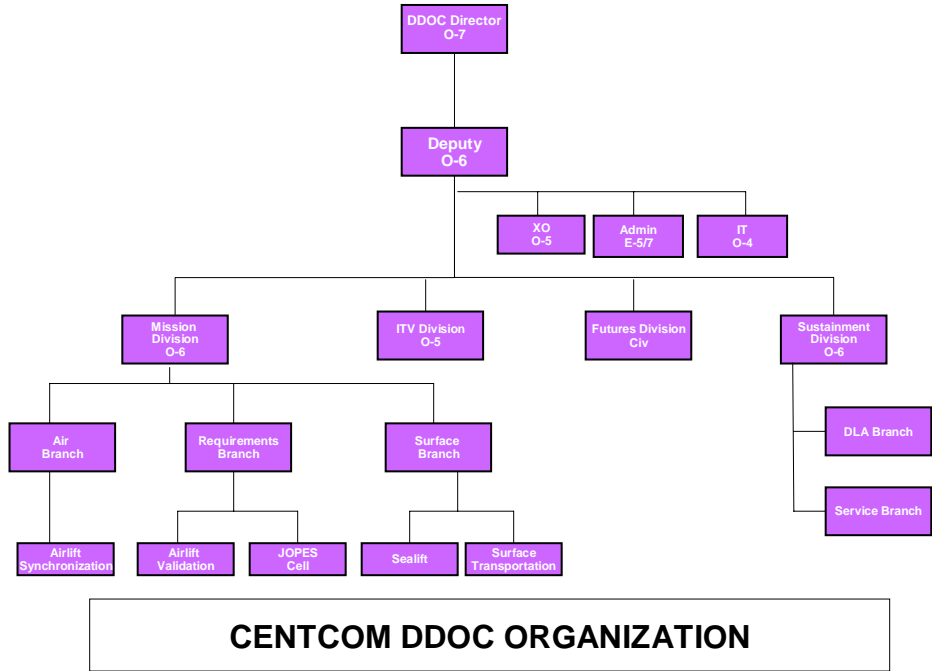 DDOC Director
O-7
Deputy
O-6
XO
O-5
Admin
E-5/7
IT
O-4
Mission
Division
O-6
ITV Division
O-5
Futures Division
Civ
Sustainment
Division
O-6
Air
Branch
Requirements
Branch
Surface
Branch
DLA Branch
Service Branch
Airlift
Synchronization
Airlift
Validation
JOPES
Cell
Sealift
Surface
Transportation
CENTCOM DDOC ORGANIZATION